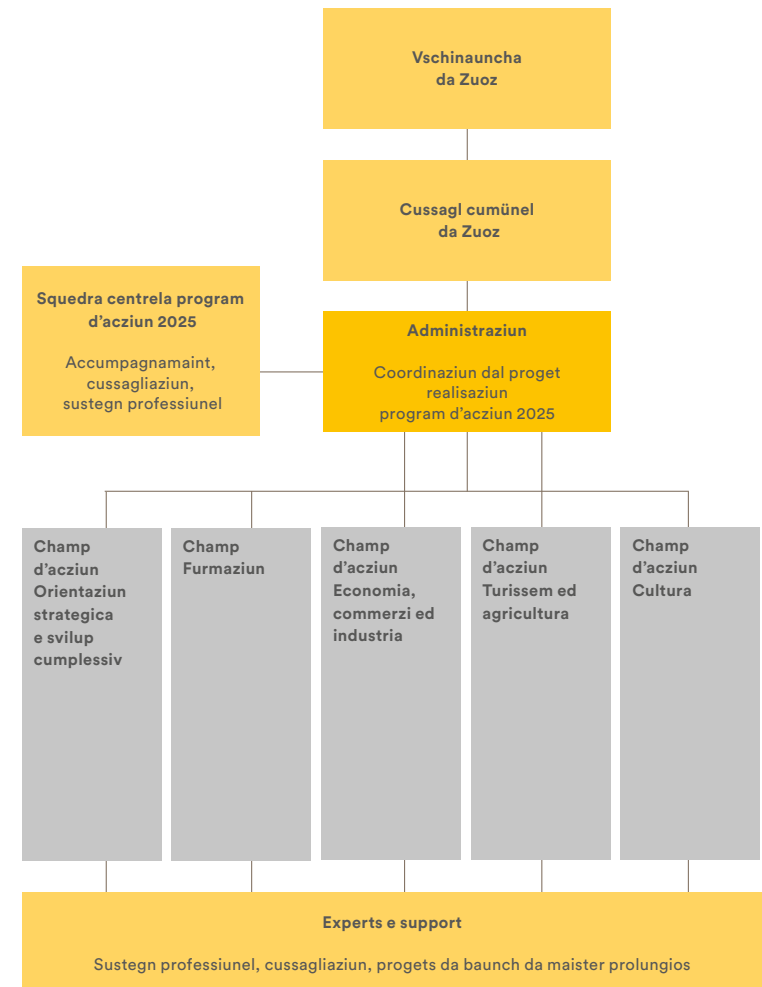 Vschinauncha
da Zuoz
Cussagl cumünel
da Zuoz
Squedra centrela program
d'acziun 2025
Accumpagnamaint,
cussagliaziun,
sustegn professiunel
Administraziun
Coordinaziun dal proget
realisaziun
program d'acziun 2025
Champ
d'acziun
Orientaziun
strategica
e svilup
cumplessiv
Champ
Furmaziun
Champ
d'acziun
Economia,
commerzi ed
industria
Champ
d'acziun
Turissem ed
agricultura
Champ
d'acziun
Cultura
Experts e support
Sustegn professiunel, cussagliaziun, progets da baunch da maister prolungios